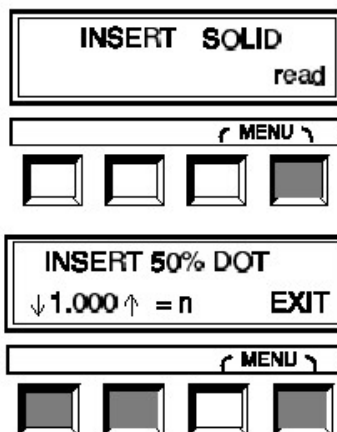 INSERT SOLID
read
MENU
INSERT 50% DOT
↓1.000↑ = n EXIT
MENU